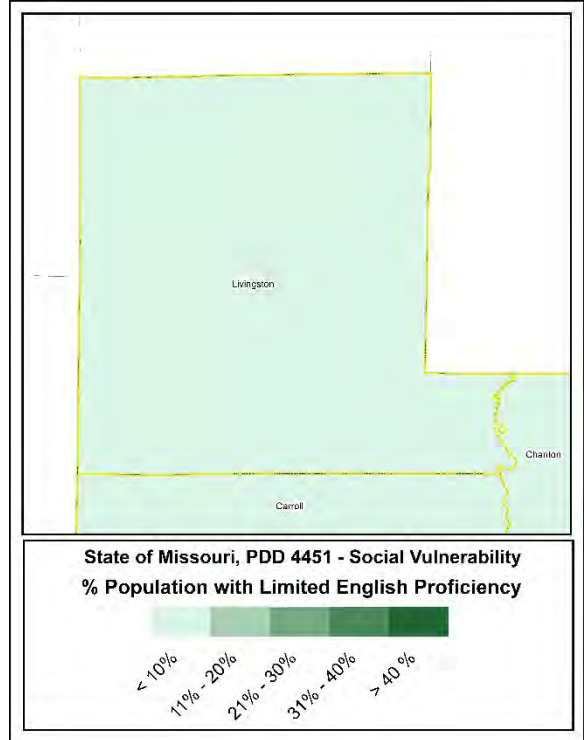 Livingston
Chariton
Carroll
State of Missouri, PDD 4451 - Social Vulnerability
% Population with Limited English Proficiency
< 10%
11% - 20%
21% - 30%
31% - 40%
> 40 %